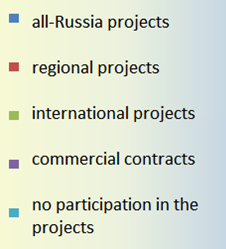 all-Russia projects
regional projects
international projects
commercial contracts
no participation in the
projects